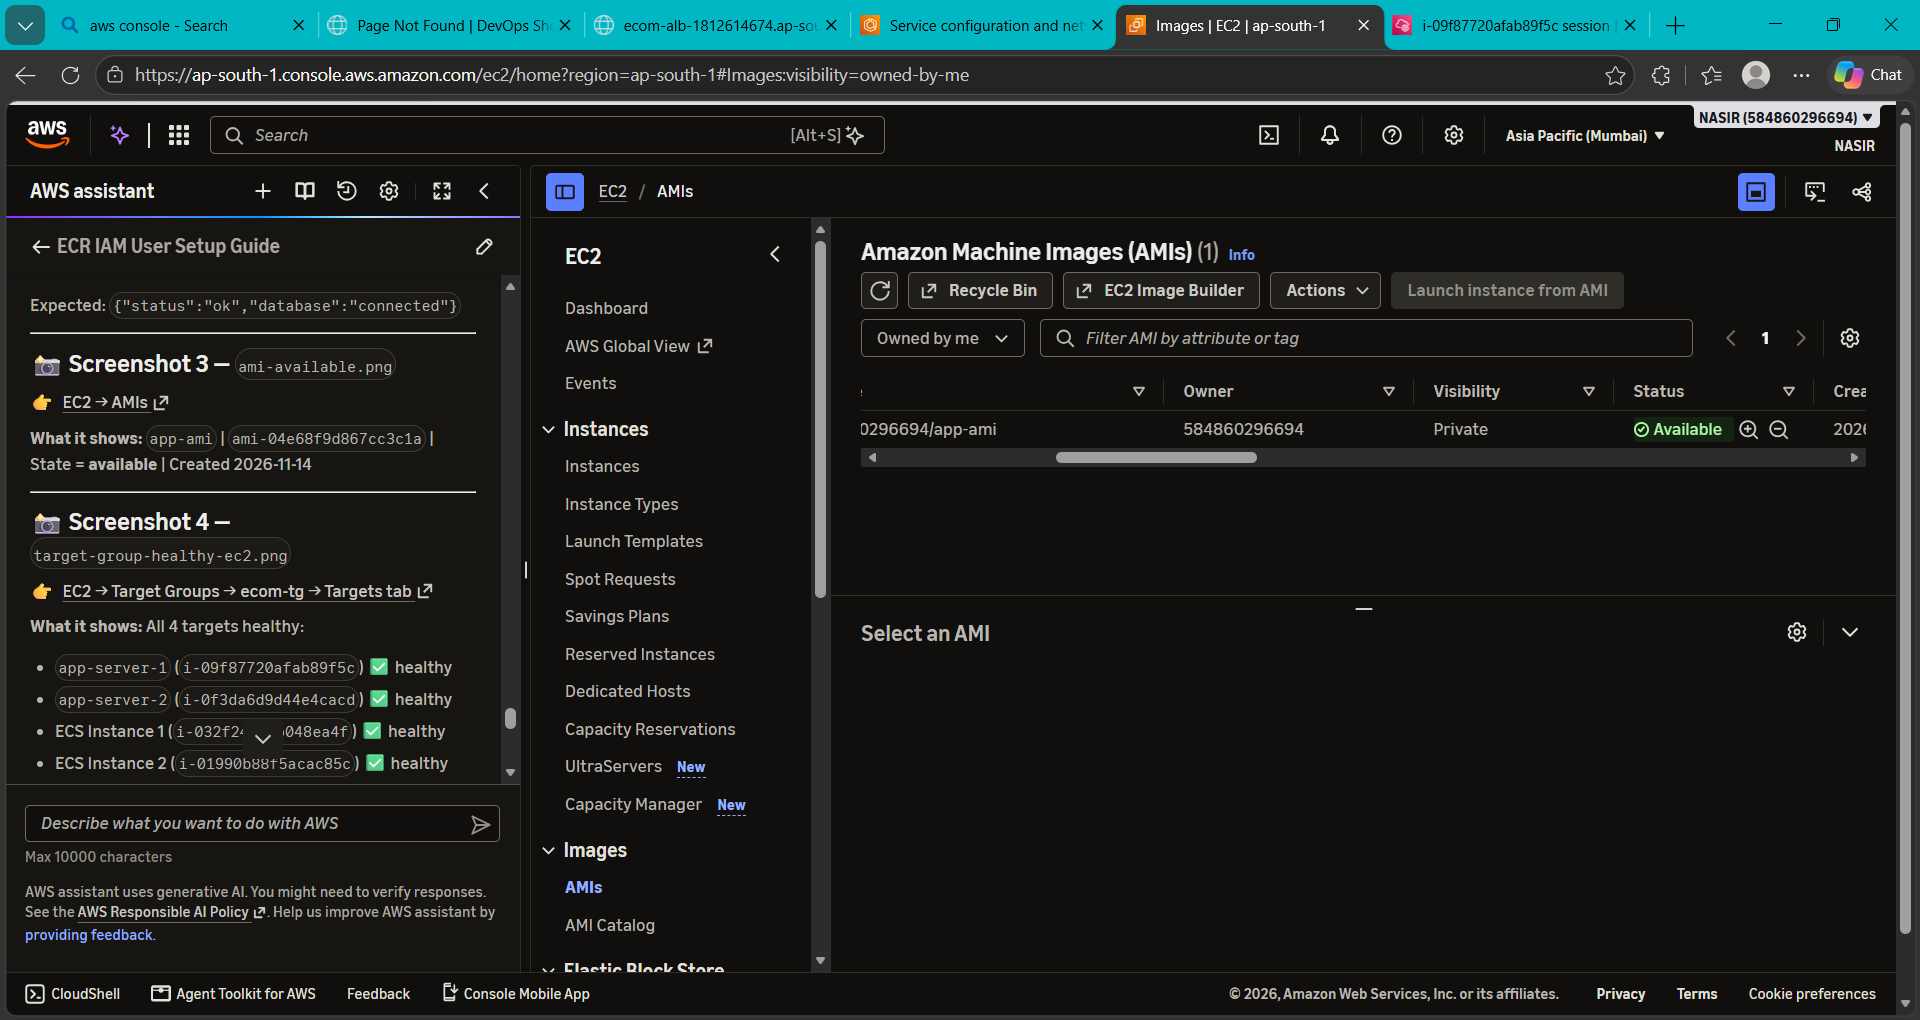 aws console - Search
Page Not Found | DevOps Sh
ecom-alb-1812614674.ap-so
Service configuration and net
Images | EC2 | ap-south-1
i-09f87720afab89f5c session
https://ap-south-1.console.aws.amazon.com/ec2/home?region=ap-south-1#Images:visibility=owned-by-me
Chat
aws
Search
[Alt+S]
Asia Pacific (Mumbai)
NASIR (584860296694)
NASIR
AWS assistant
ECR IAM User Setup Guide
Expected: {"status":"ok","database":"connected"}
Screenshot 3 – ami-available.png
EC2 → AMIs
What it shows: app-ami | ami-04e68f9d867cc3c1a |
State = available | Created 2026-11-14
Screenshot 4 –
target-group-healthy-ec2.png
EC2 → Target Groups → ecom-tg → Targets tab
What it shows: All 4 targets healthy:
• app-server-1 (i-09f87720afab89f5c) ✅ healthy
• app-server-2 (i-0f3da6d9d44e4cacd) ✅ healthy
• ECS Instance 1 (i-032f2 048ea4f) ✅ healthy
• ECS Instance 2 (i-01990b88f5acac85c) ✅ healthy
Describe what you want to do with AWS
Max 10000 characters
AWS assistant uses generative AI. You might need to verify responses.
See the AWS Responsible AI Policy. Help us improve AWS assistant by
providing feedback.
EC2 / AMIs
EC2
Dashboard
AWS Global View
Events
Instances
Instances
Instance Types
Launch Templates
Spot Requests
Savings Plans
Reserved Instances
Dedicated Hosts
Capacity Reservations
UltraServers New
Capacity Manager New
Images
AMIs
AMI Catalog
Elastic Block Store
Amazon Machine Images (AMIs) (1) Info
Recycle Bin
EC2 Image Builder
Actions
Launch instance from AMI
Owned by me
Filter AMI by attribute or tag
1
Owner
Visibility
Status
Crea
0296694/app-ami
584860296694
Private
Available
2026
Select an AMI
CloudShell
Agent Toolkit for AWS
Feedback
Console Mobile App
© 2026, Amazon Web Services, Inc. or its affiliates.
Privacy
Terms
Cookie preferences